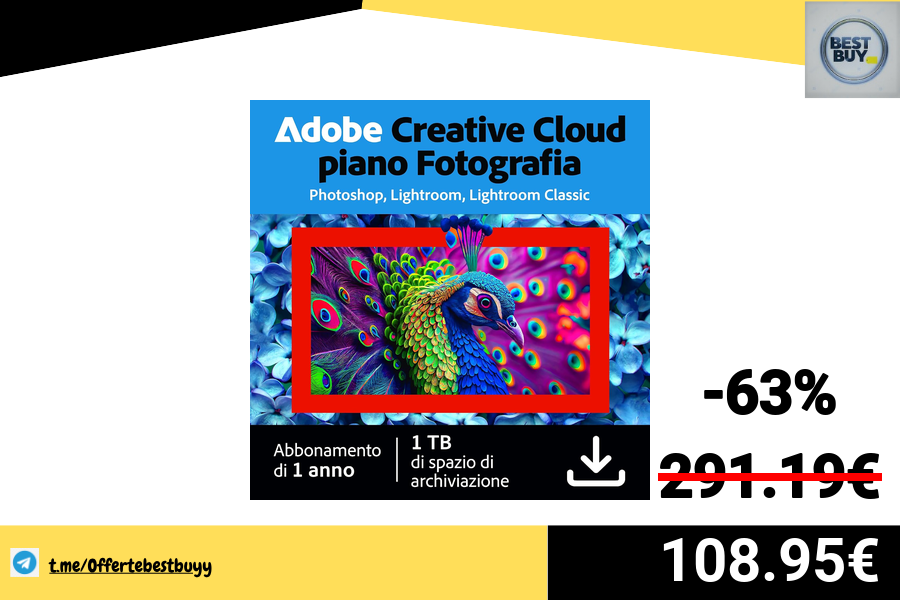 BEST
BUY
Adobe Creative Cloud
piano Fotografia
Photoshop, Lightroom, Lightroom Classic
Abbonamento
di 1 anno
1 TB
di spazio di
archiviazione
-63%
291.19€
t.me/Offertebestbuyy
108.95€